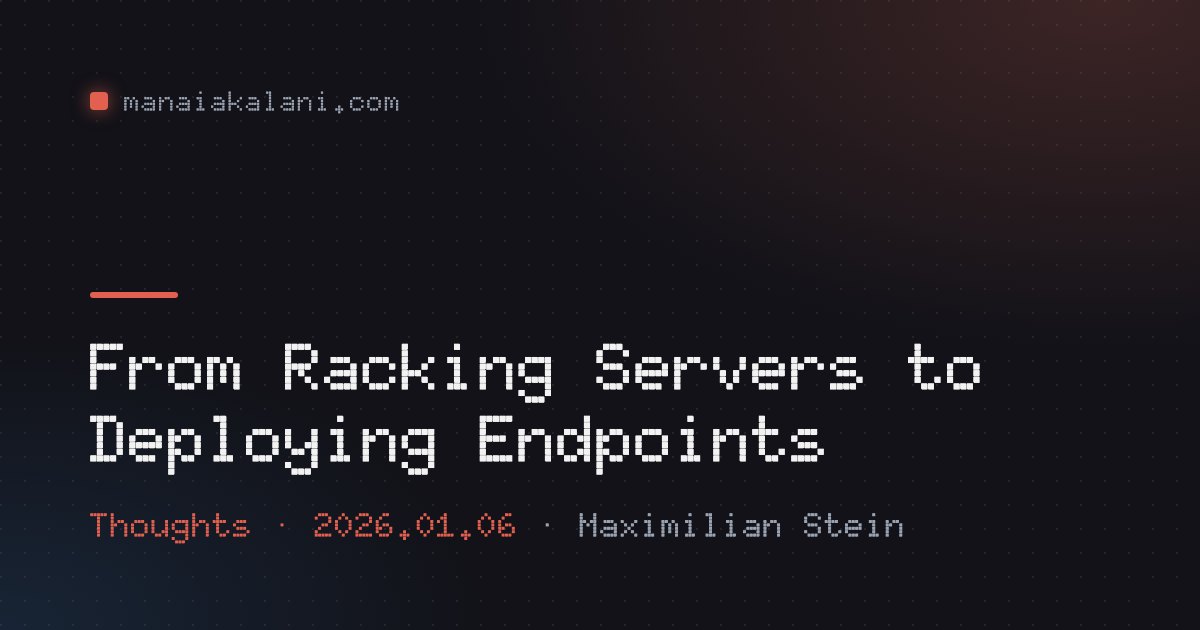 manaiakalani.com
From Racking Servers to
Deploying Endpoints
Thoughts · 2026.01.06 · Maximilian Stein